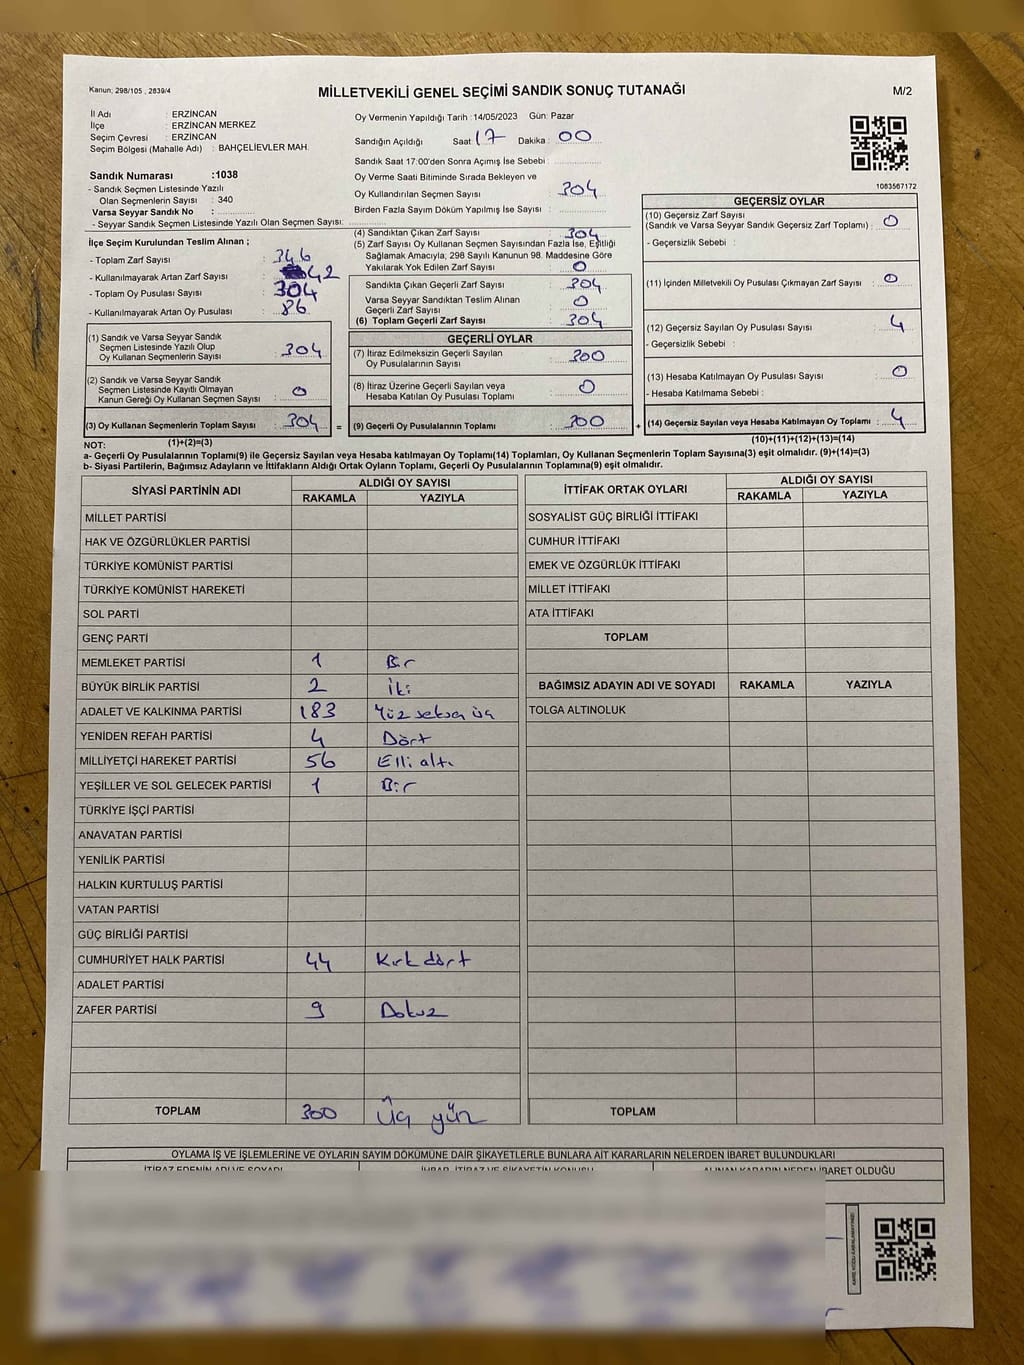 Kanun; 298/105 , 2839/4
MİLLETVEKİLİ GENEL SEÇİMİ SANDIK SONUÇ TUTANAĞI
M/2
İl Adı : ERZİNCAN
İlçe : ERZİNCAN MERKEZ
Seçim Çevresi : ERZİNCAN
Seçim Bölgesi (Mahalle Adı) : BAHÇELİEVLER MAH.
Oy Vermenin Yapıldığı Tarih : 14/05/2023 Gün: Pazar
Sandığın Açıldığı Saat : 17 Dakika : 00
Sandık Saat 17:00'den Sonra Açımış İse Sebebi :
Oy Verme Saati Bitiminde Sırada Bekleyen ve
Oy Kullandırılan Seçmen Sayısı : 304
Birden Fazla Sayım Döküm Yapılmış İse Sayısı :
1083567172
Sandık Numarası :1038
- Sandık Seçmen Listesinde Yazılı
Olan Seçmenlerin Sayısı : 340
Varsa Seyyar Sandık No :
- Seyyar Sandık Seçmen Listesinde Yazılı Olan Seçmen Sayısı:
İlçe Seçim Kurulundan Teslim Alınan ;
- Toplam Zarf Sayısı : 346
- Kullanılmayarak Artan Zarf Sayısı : 42
- Toplam Oy Pusulası Sayısı : 304
- Kullanılmayarak Artan Oy Pusulası : 86
(1) Sandık ve Varsa Seyyar Sandık
Seçmen Listesinde Yazılı Olup
Oy Kullanan Seçmenlerin Sayısı : 304
(2) Sandık ve Varsa Seyyar Sandık
Seçmen Listesinde Kayıtlı Olmayan
Kanun Gereği Oy Kullanan Seçmen Sayısı : 0
(3) Oy Kullanan Seçmenlerin Toplam Sayısı : 304
(1)+(2)=(3)
(4) Sandıktan Çıkan Zarf Sayısı : 304
(5) Zarf Sayısı Oy Kullanan Seçmen Sayısından Fazla İse, Eşitliği
Sağlamak Amacıyla; 298 Sayılı Kanunun 98. Maddesine Göre
Yakılarak Yok Edilen Zarf Sayısı : 0
Sandıkta Çıkan Geçerli Zarf Sayısı : 304
Varsa Seyyar Sandıktan Teslim Alınan
Geçerli Zarf Sayısı : 0
(6) Toplam Geçerli Zarf Sayısı : 304
GEÇERLİ OYLAR
(7) İtiraz Edilmeksizin Geçerli Sayılan
Oy Pusulalarının Sayısı : 300
(8) İtiraz Üzerine Geçerli Sayılan veya
Hesaba Katılan Oy Pusulası Toplamı : 0
= (9) Geçerli Oy Pusulalarının Toplamı : 300 +
GEÇERSİZ OYLAR
(10) Geçersiz Zarf Sayısı
(Sandık ve Varsa Seyyar Sandık Geçersiz Zarf Toplamı) : 0
- Geçersizlik Sebebi :
(11) İçinden Milletvekili Oy Pusulası Çıkmayan Zarf Sayısı : 0
(12) Geçersiz Sayılan Oy Pusulası Sayısı : 4
- Geçersizlik Sebebi :
(13) Hesaba Katılmayan Oy Pusulası Sayısı : 0
- Hesaba Katılmama Sebebi :
(14) Geçersiz Sayılan veya Hesaba Katılmayan Oy Toplamı : 4
(10)+(11)+(12)+(13)=(14)
NOT:
a- Geçerli Oy Pusulalarının Toplamı(9) ile Geçersiz Sayılan veya Hesaba Katılmayan oy Toplamı(14) Toplamları, Oy Kullanan Seçmenlerin Toplam Sayısına(3) eşit olmalıdır. (9)+(14)=(3)
b- Siyasi Partilerin, Bağımsız Adayların ve İttifakların Aldığı Ortak Oyların Toplamı, Geçerli Oy Pusulalarının Toplamına(9) eşit olmalıdır.
SİYASİ PARTİNİN ADI ALDIĞI OY SAYISI
RAKAMLA YAZIYLA
MİLLET PARTİSİ
HAK VE ÖZGÜRLÜKLER PARTİSİ
TÜRKİYE KOMÜNİST PARTİSİ
TÜRKİYE KOMÜNİST HAREKETİ
SOL PARTİ
GENÇ PARTİ
MEMLEKET PARTİSİ 1 Bir
BÜYÜK BİRLİK PARTİSİ 2 İki
ADALET VE KALKINMA PARTİSİ 183 Yüz seksen üç
YENİDEN REFAH PARTİSİ 4 Dört
MİLLİYETÇİ HAREKET PARTİSİ 56 Elli altı
YEŞİLLER VE SOL GELECEK PARTİSİ 1 Bir
TÜRKİYE İŞÇİ PARTİSİ
ANAVATAN PARTİSİ
YENİLİK PARTİSİ
HALKIN KURTULUŞ PARTİSİ
VATAN PARTİSİ
GÜÇ BİRLİĞİ PARTİSİ
CUMHURİYET HALK PARTİSİ 44 Kırk dört
ADALET PARTİSİ
ZAFER PARTİSİ 9 Dokuz
TOPLAM 300 Üç yüz
İTTİFAK ORTAK OYLARI ALDIĞI OY SAYISI
RAKAMLA YAZIYLA
SOSYALİST GÜÇ BİRLİĞİ İTTİFAKI
CUMHUR İTTİFAKI
EMEK VE ÖZGÜRLÜK İTTİFAKI
MİLLET İTTİFAKI
ATA İTTİFAKI
TOPLAM
BAĞIMSIZ ADAYIN ADI VE SOYADI RAKAMLA YAZIYLA
TOLGA ALTINOLUK
TOPLAM
OYLAMA İŞ VE İŞLEMLERİNE VE OYLARIN SAYIM DÖKÜMÜNE DAİR ŞİKAYETLERLE BUNLARA AİT KARARLARIN NELERDEN İBARET BULUNDUKLARI
İTİRAZ EDENİN ADI VE SOYADI İHBAR, İTİRAZ VE ŞİKAYETİN KONUSU ALINAN KARARIN NEDEN İBARET OLDUĞU